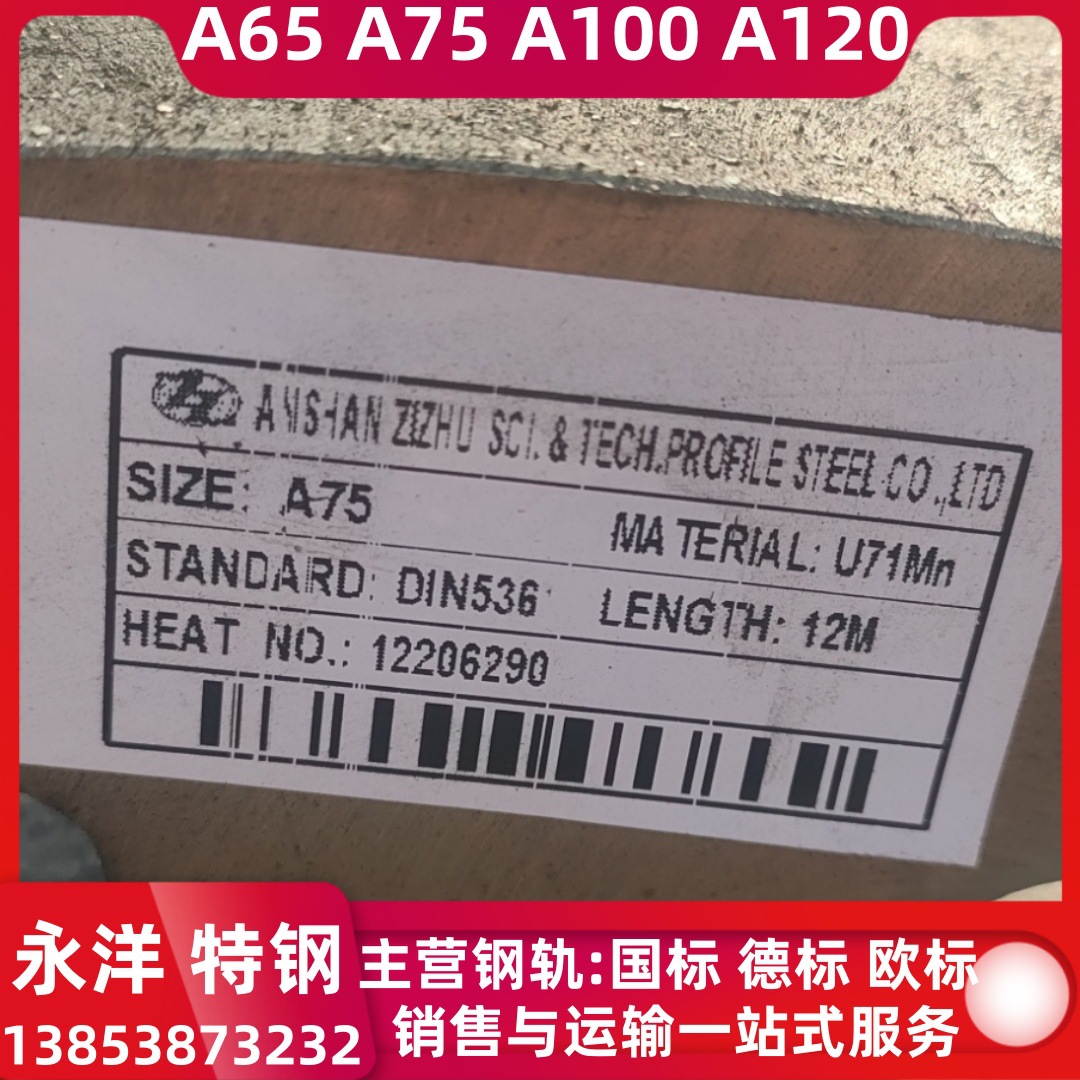 A65 A75 A100 A120
ANSHAN ZIZHU SCI. & TECH.PROFILE STEEL CO.,LTD
SIZE: A75
MATERIAL: U71Mn
STANDARD: DIN536
LENGTH: 12M
HEAT NO.: 12206290
永洋 特钢
13853873232
主营钢轨:国标 德标 欧标
销售与运输一站式服务